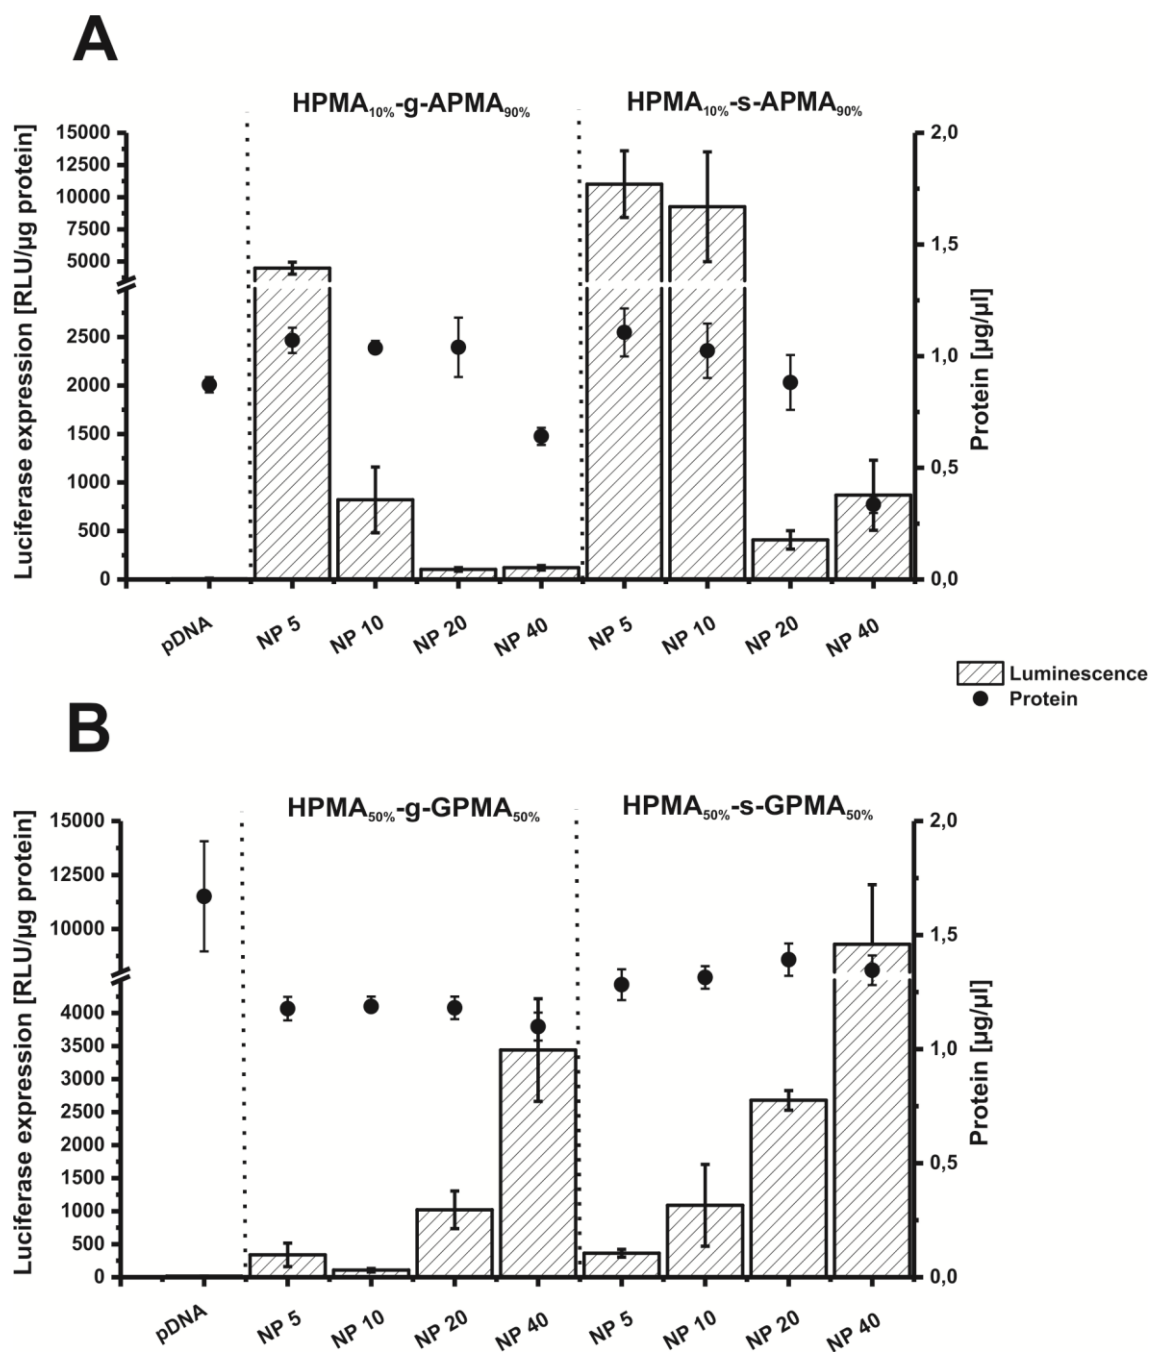 A
HPMA10%-g-APMA90% HPMA10%-s-APMA90%
Luciferase expression [RLU/µg protein]
15000
12500
10000
7500
5000
2500
2000
1500
1000
500
0
2,0
1,5
1,0
0,5
0,0
Protein [µg/µl]
pDNA NP 5 NP 10 NP 20 NP 40 NP 5 NP 10 NP 20 NP 40
Luminescence
Protein
B
HPMA50%-g-GPMA50% HPMA50%-s-GPMA50%
Luciferase expression [RLU/µg protein]
15000
12500
10000
4000
3500
3000
2500
2000
1500
1000
500
0
2,0
1,5
1,0
0,5
0,0
Protein [µg/µl]
pDNA NP 5 NP 10 NP 20 NP 40 NP 5 NP 10 NP 20 NP 40